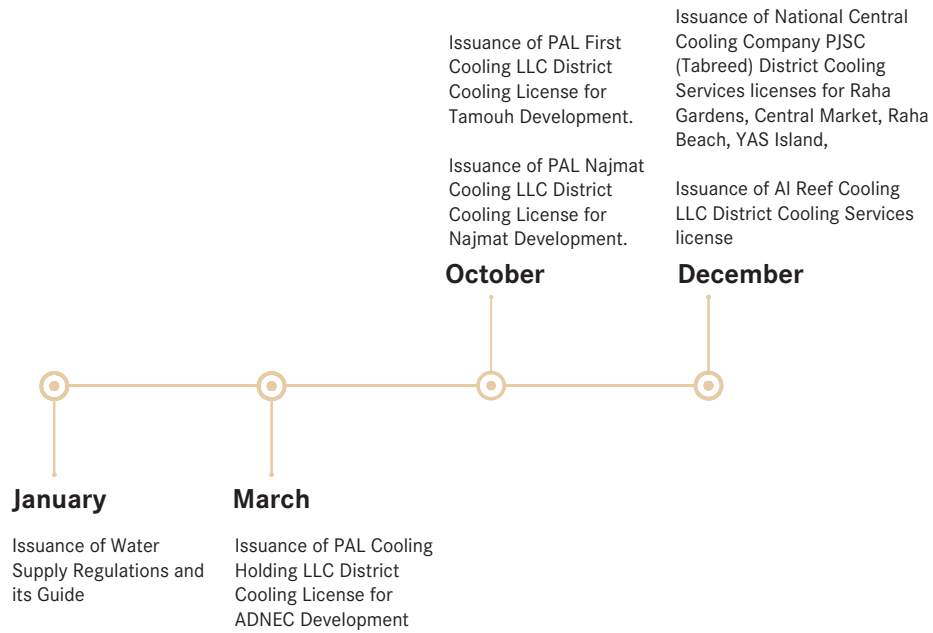 Issuance of PAL First
Cooling LLC District
Cooling License for
Tamouh Development.
Issuance of PAL Najmat
Cooling LLC District
Cooling License for
Najmat Development.
October
Issuance of National Central
Cooling Company PJSC
(Tabreed) District Cooling
Services licenses for Raha
Gardens, Central Market, Raha
Beach, YAS Island,
Issuance of Al Reef Cooling
LLC District Cooling Services
license
December
January
Issuance of Water
Supply Regulations and
its Guide
March
Issuance of PAL Cooling
Holding LLC District
Cooling License for
ADNEC Development